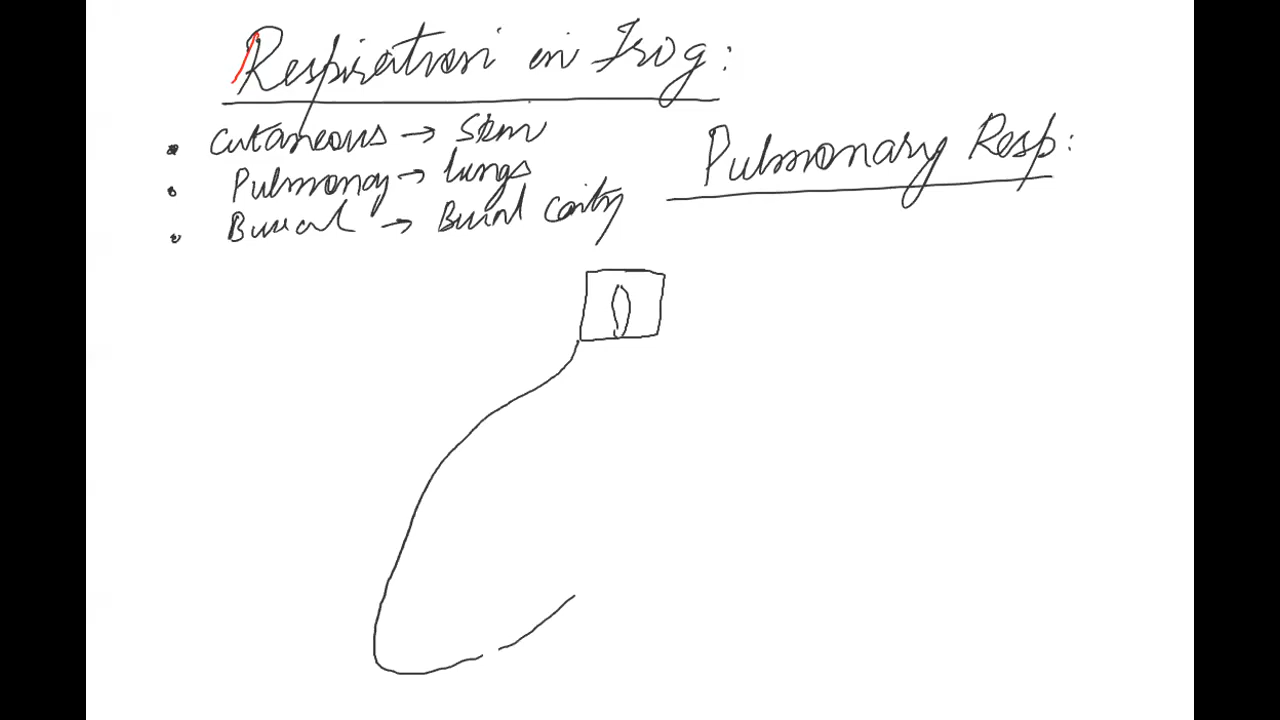 Respiration in Frog:
• Cutaneous → Skin
• Pulmonary → lungs
• Buccal → Buccal cavity
Pulmonary Resp: